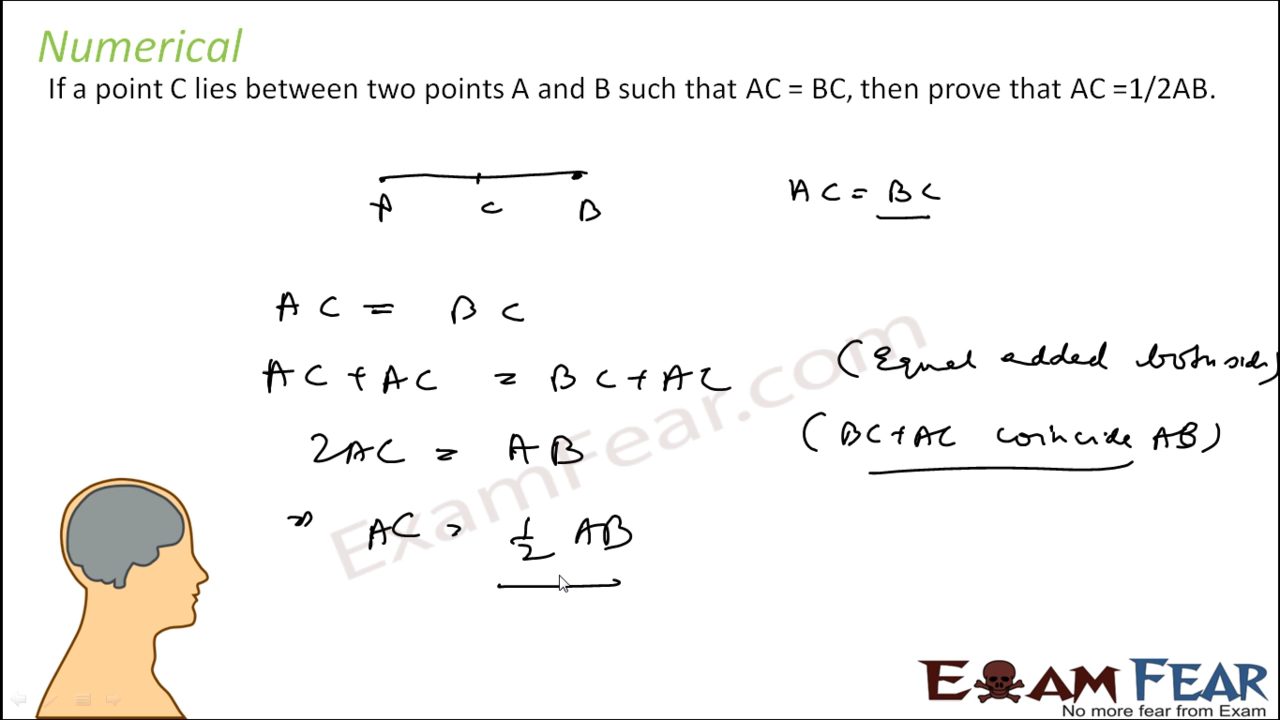 Numerical
If a point C lies between two points A and B such that AC = BC, then prove that AC =1/2AB.
A C B
AC = BC
AC = BC
AC + AC = BC + AC (Equal added both side)
2AC = AB (BC + AC coincide AB)
⇒ AC = 1/2 AB
ExamFear.com
EXAM FEAR
No more fear from Exam